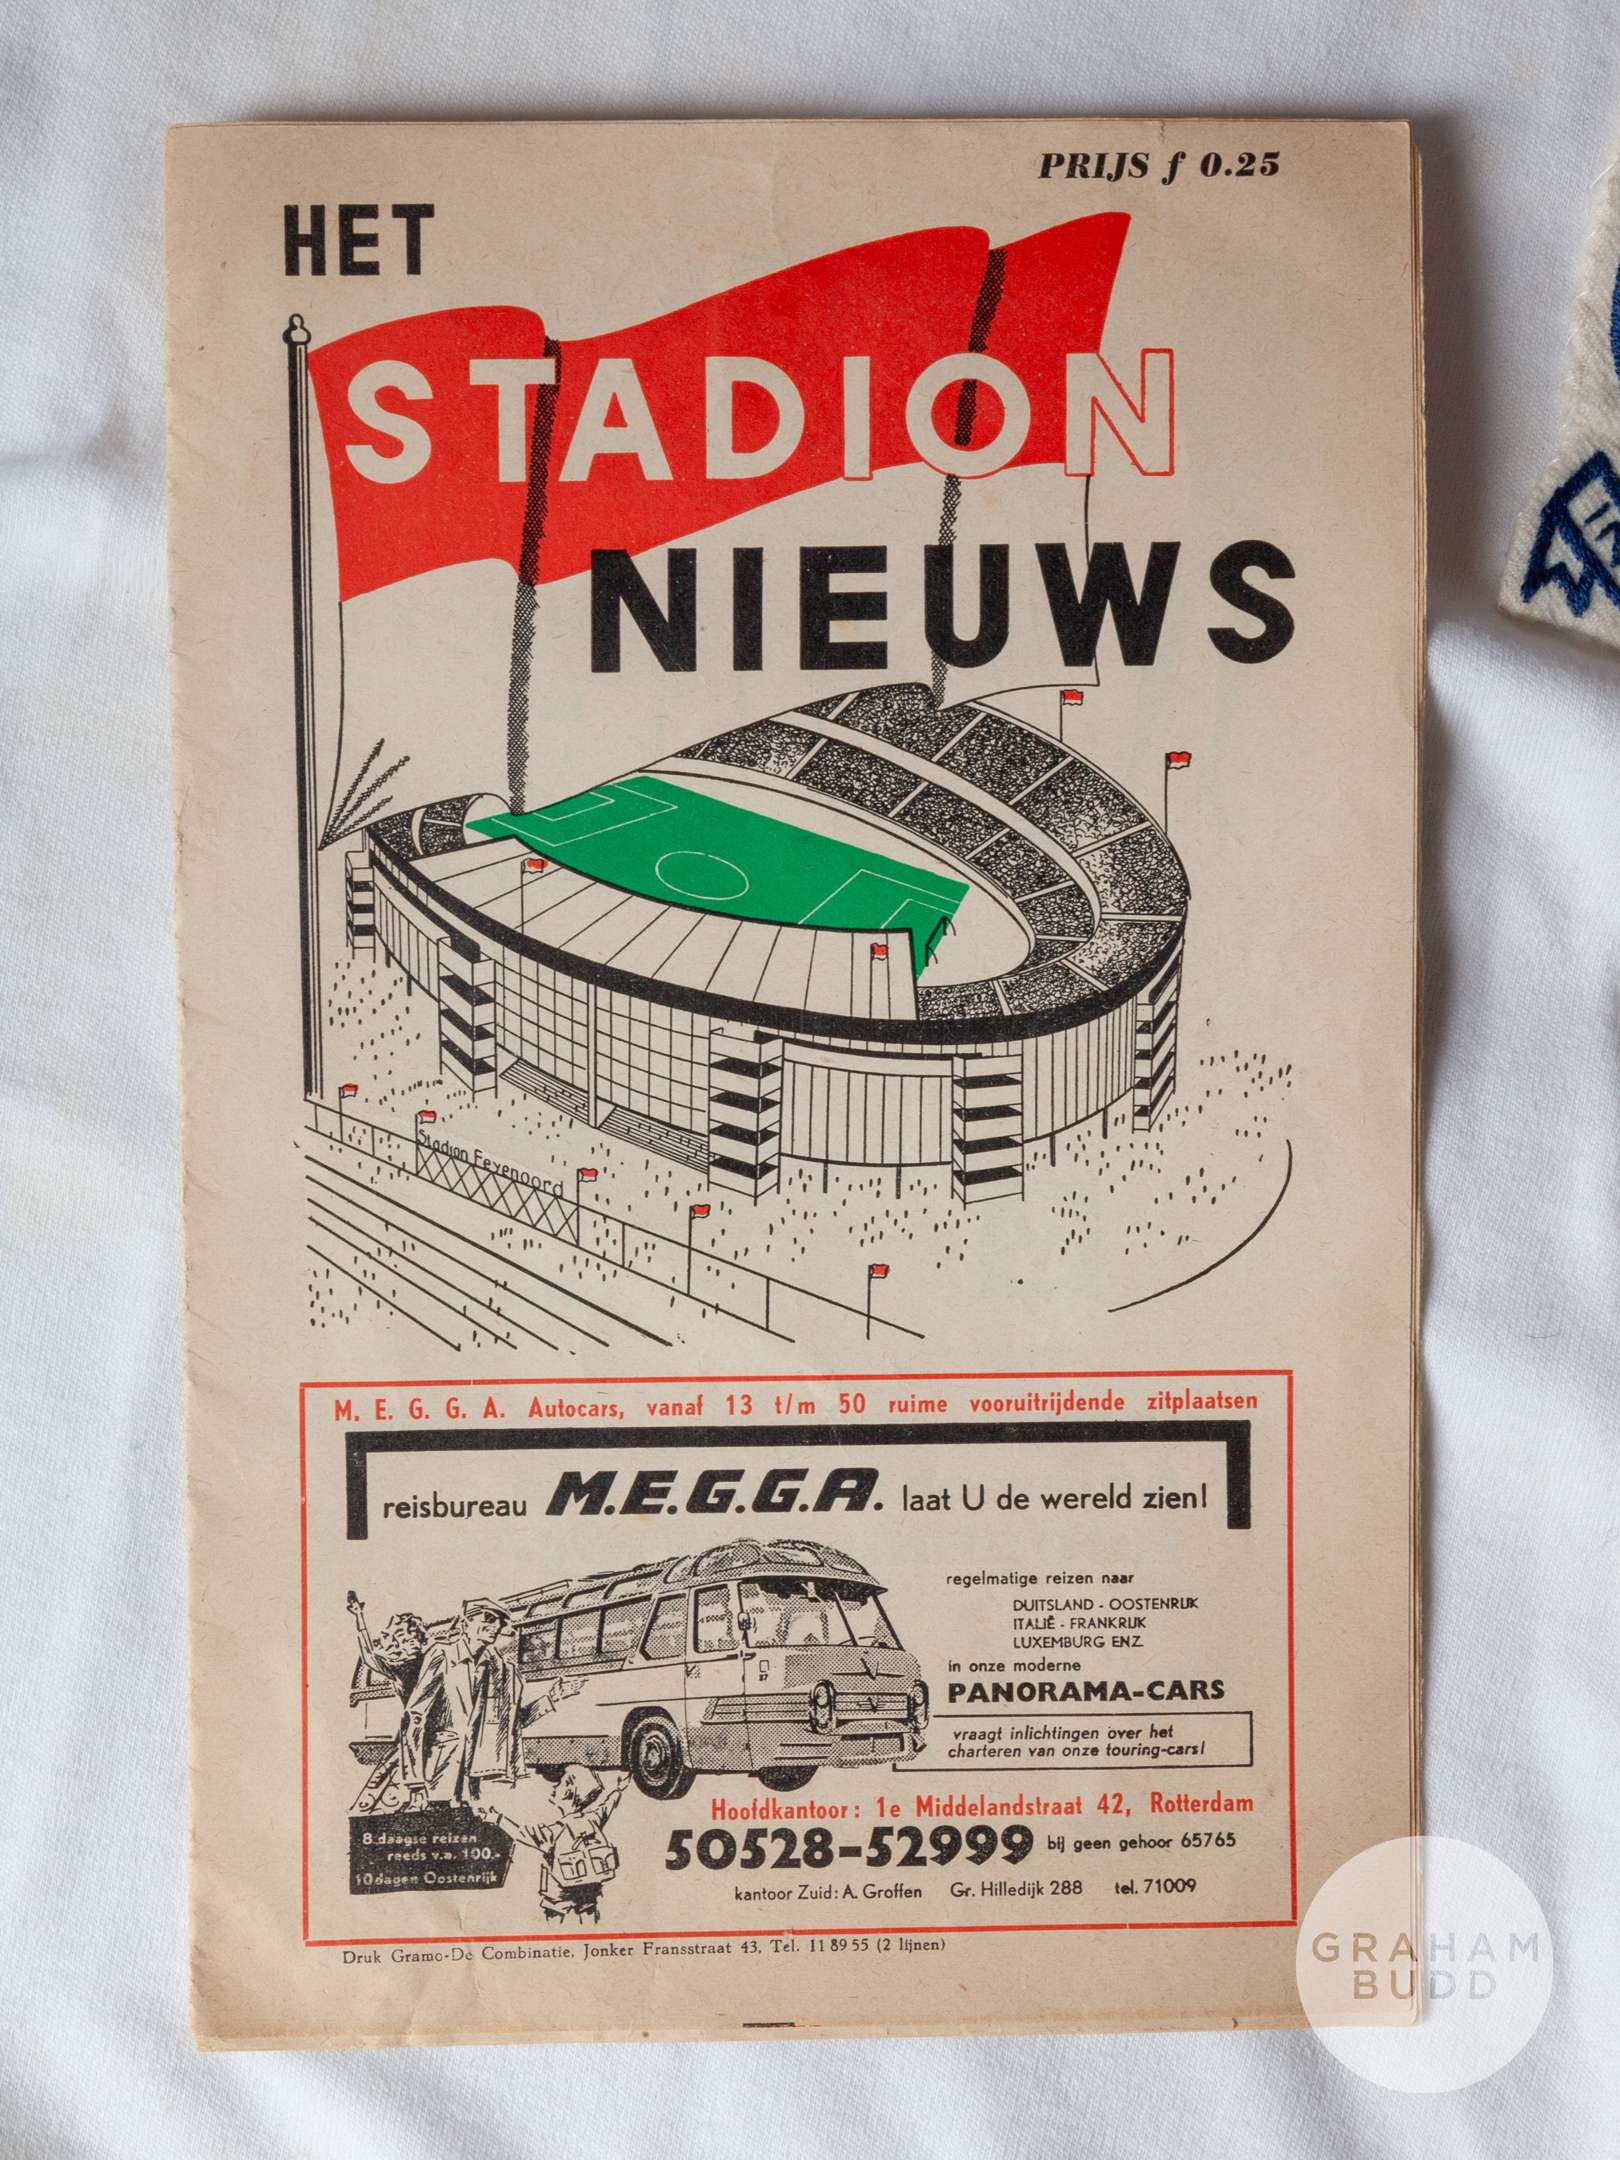 PRIJS f 0.25
HET
STADION
NIEUWS
Stadion Feyenoord
M. E. G. G. A. Autocars, vanaf 13 t/m 50 ruime vooruitrijdende zitplaatsen
reisbureau M.E.G.G.A. laat U de wereld zien!
regelmatige reizen naar
DUITSLAND - OOSTENRIJK
ITALIË - FRANKRIJK
LUXEMBURG ENZ.
in onze moderne
PANORAMA-CARS
vraagt inlichtingen over het
charteren van onze touring-cars!
8 daagse reizen
reeds v.a. 100.-
10 dagen Oostenrijk
Hoofdkantoor: 1e Middelandstraat 42, Rotterdam
50528-52999 bij geen gehoor 65765
kantoor Zuid: A. Groffen Gr. Hilledijk 288 tel. 71009
Druk Gramo-De Combinatie, Jonker Fransstraat 43, Tel. 11 89 55 (2 lijnen)
GRAHAM
BUDD